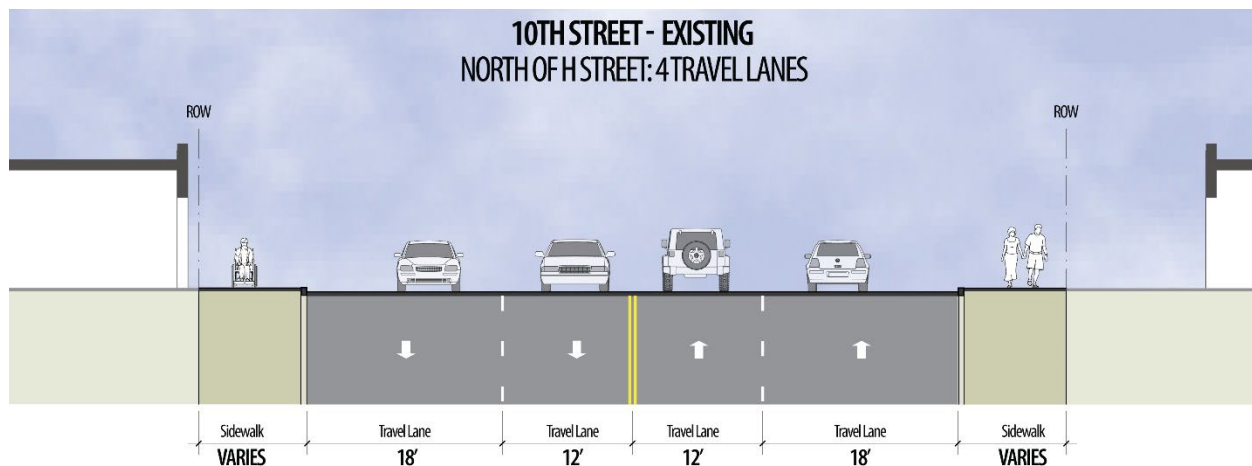 10TH STREET - EXISTING
NORTH OF H STREET: 4 TRAVEL LANES
ROW
ROW
Sidewalk
Travel Lane
Travel Lane
Travel Lane
Travel Lane
Sidewalk
VARIES
18'
12'
12'
18'
VARIES